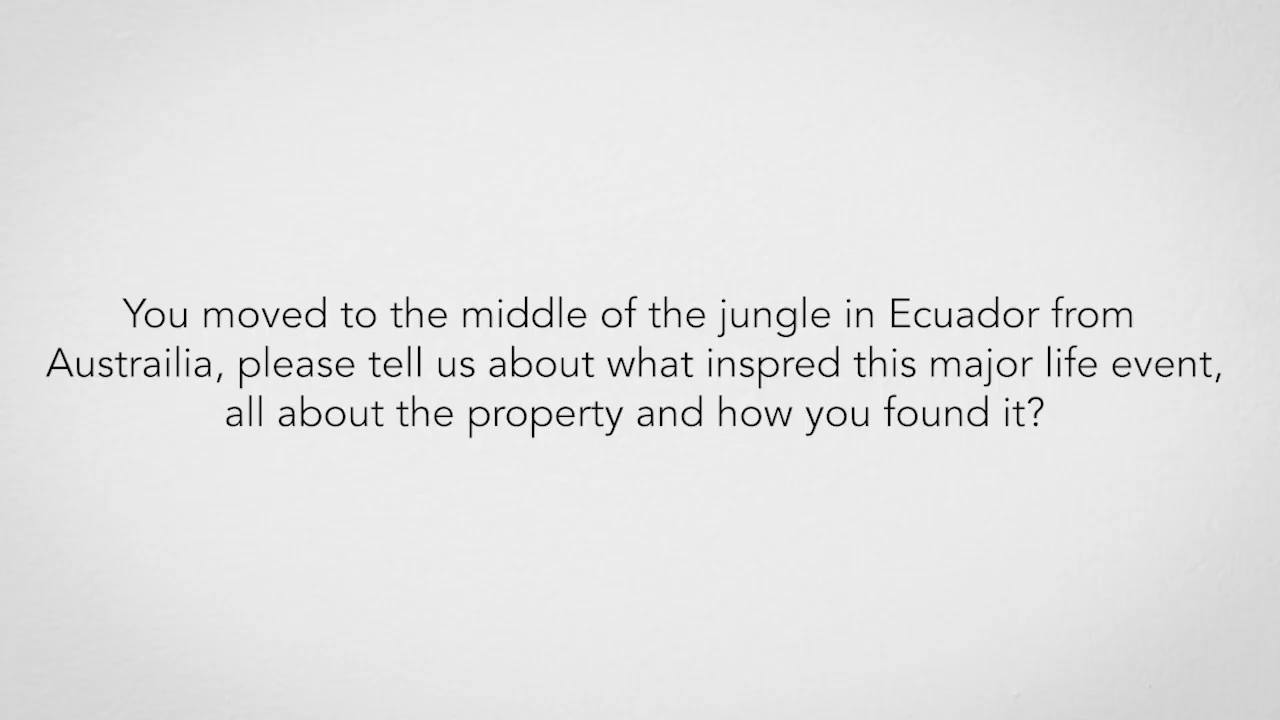 You moved to the middle of the jungle in Ecuador from
Austrailia, please tell us about what inspred this major life event,
all about the property and how you found it?